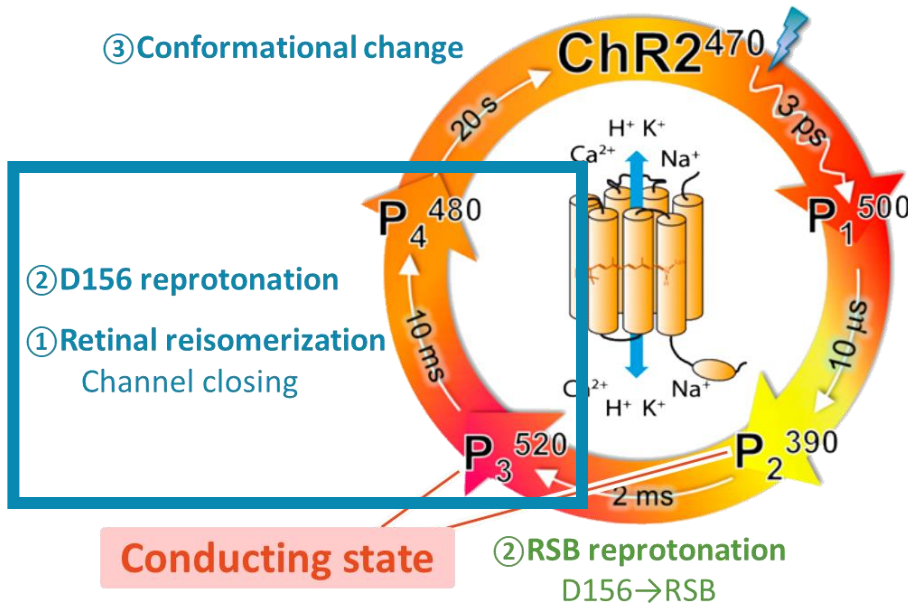 ③Conformational change
ChR2⁴⁷⁰
3 ps
20 s
H⁺ K⁺
Ca²⁺
Na⁺
P₁⁵⁰⁰
P₄⁴⁸⁰
②D156 reprotonation
①Retinal reisomerization
Channel closing
10 ms
10 µs
Ca²⁺
Na⁺
H⁺ K⁺
P₃⁵²⁰
P₂³⁹⁰
2 ms
Conducting state
②RSB reprotonation
D156→RSB